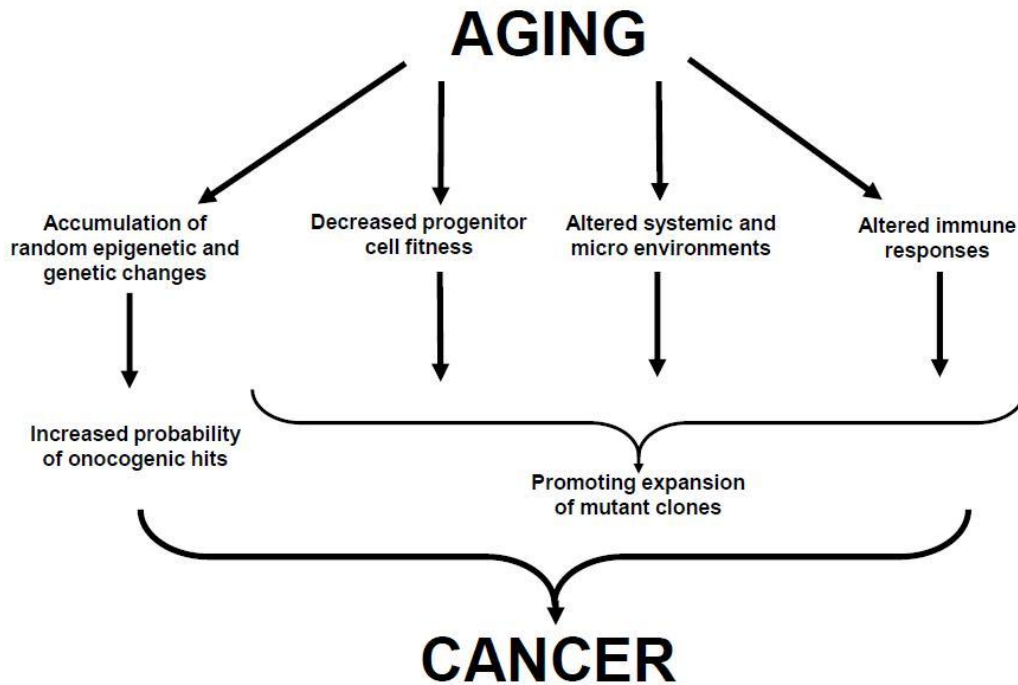 AGING
Accumulation of
random epigenetic and
genetic changes
Decreased progenitor
cell fitness
Altered systemic and
micro environments
Altered immune
responses
Increased probability
of onocogenic hits
Promoting expansion
of mutant clones
CANCER